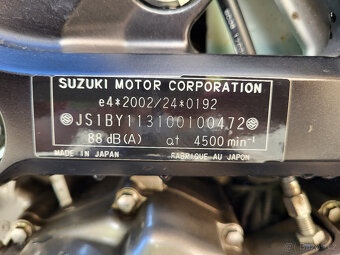 SUZUKI MOTOR CORPORATION
e4*2002/24*0192
JS1BY113100100472
88 dB(A) at 4500 min⁻¹
MADE IN JAPAN FABRIQUÉ AU JAPON